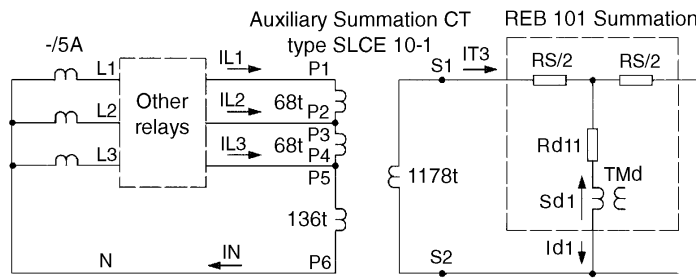 Auxiliary Summation CT
type SLCE 10-1
REB 101 Summation
-/5A
L1
IL1
P1
S1
IT3
RS/2
RS/2
Other
relays
L2
IL2
68t
P2
P3
L3
IL3
68t
P4
P5
Rd11
1178t
TMd
Sd1
136t
Id1
N
IN
P6
S2